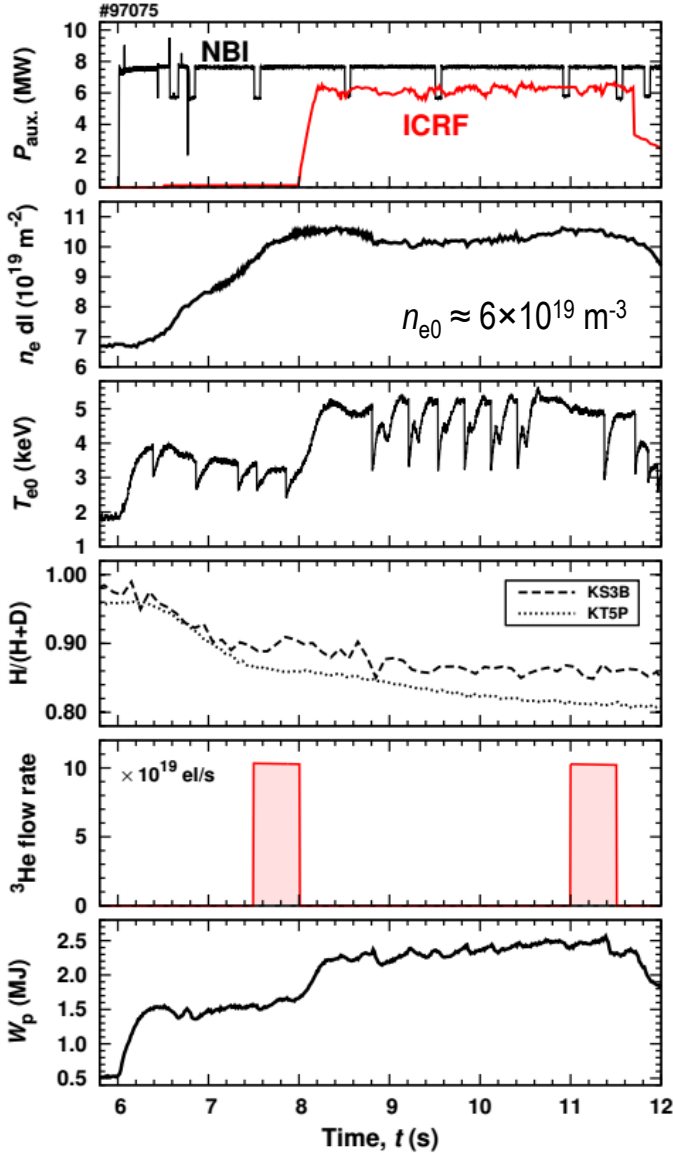 #97075
P_aux. (MW)
10
8
6
4
2
0
NBI
ICRF
n_e dl (10^19 m^-2)
11
10
9
8
7
6
n_e0 ≈ 6×10^19 m^-3
T_e0 (keV)
5
4
3
2
1
H/(H+D)
1.00
0.90
0.80
KS3B
KT5P
^3He flow rate
10
5
0
× 10^19 el/s
W_p (MJ)
2.5
2.0
1.5
1.0
0.5
6 7 8 9 10 11 12
Time, t (s)